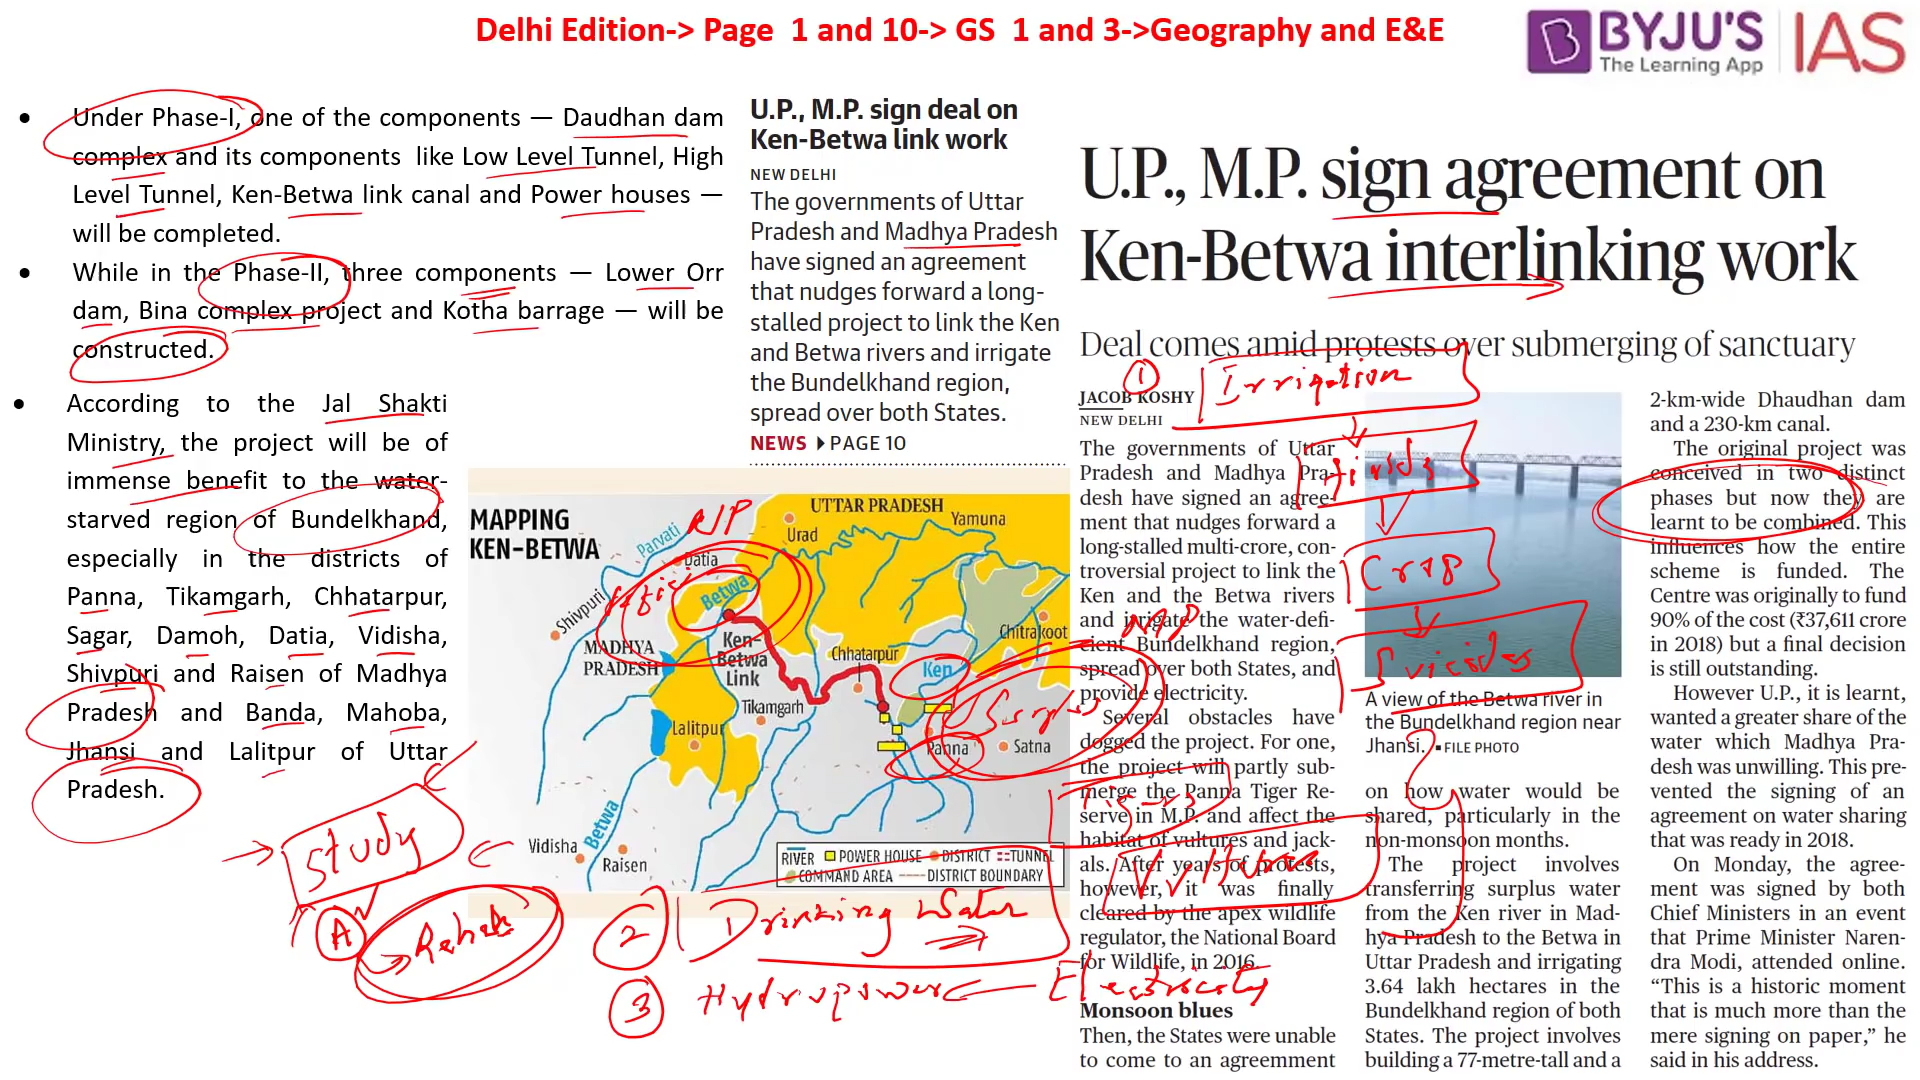 Delhi Edition-> Page 1 and 10-> GS 1 and 3->Geography and E&E
BYJU'S
The Learning App
IAS
• Under Phase-I, one of the components — Daudhan dam
complex and its components like Low Level Tunnel, High
Level Tunnel, Ken-Betwa link canal and Power houses —
will be completed.
• While in the Phase-II, three components — Lower Orr
dam, Bina complex project and Kotha barrage — will be
constructed.
• According to the Jal Shakti
Ministry, the project will be of
immense benefit to the water-
starved region of Bundelkhand,
especially in the districts of
Panna, Tikamgarh, Chhatarpur,
Sagar, Damoh, Datia, Vidisha,
Shivpuri and Raisen of Madhya
Pradesh and Banda, Mahoba,
Jhansi and Lalitpur of Uttar
Pradesh.
Study
A
Rehab
U.P., M.P. sign deal on
Ken-Betwa link work
NEW DELHI
The governments of Uttar
Pradesh and Madhya Pradesh
have signed an agreement
that nudges forward a long-
stalled project to link the Ken
and Betwa rivers and irrigate
the Bundelkhand region,
spread over both States.
NEWS PAGE 10
MAPPING
KEN–BETWA
UTTAR PRADESH
Yamuna
Urad
Parvati
Datia
Betwa
Shivpuri
MADHYA
PRADESH
Ken–
Betwa
Link
Chhatarpur
Chitrakoot
Ken
Tikamgarh
Lalitpur
Panna
Satna
Betwa
Vidisha
Raisen
RIVER POWER HOUSE DISTRICT TUNNEL
COMMAND AREA DISTRICT BOUNDARY
Surplus
2 Drinking Water
3 Hydropower Electricity
U.P., M.P. sign agreement on
Ken-Betwa interlinking work
Deal comes amid protests over submerging of sanctuary
1 Irrigation
Crop
Suicides
Tigers
Vulture
JACOB KOSHY
NEW DELHI
The governments of Uttar
Pradesh and Madhya Pra-
desh have signed an agree-
ment that nudges forward a
long-stalled multi-crore, con-
troversial project to link the
Ken and the Betwa rivers
and irrigate the water-defi-
cient Bundelkhand region,
spread over both States, and
provide electricity.
Several obstacles have
dogged the project. For one,
the project will partly sub-
merge the Panna Tiger Re-
serve in M.P. and affect the
habitat of vultures and jack-
als. After years of protests,
however, it was finally
cleared by the apex wildlife
regulator, the National Board
for Wildlife, in 2016.
Monsoon blues
Then, the States were unable
to come to an agreemment
A view of the Betwa river in
the Bundelkhand region near
Jhansi. ■ FILE PHOTO
on how water would be
shared, particularly in the
non-monsoon months.
The project involves
transferring surplus water
from the Ken river in Mad-
hya Pradesh to the Betwa in
Uttar Pradesh and irrigating
3.64 lakh hectares in the
Bundelkhand region of both
States. The project involves
building a 77-metre-tall and a
2-km-wide Dhaudhan dam
and a 230-km canal.
The original project was
conceived in two distinct
phases but now they are
learnt to be combined. This
influences how the entire
scheme is funded. The
Centre was originally to fund
90% of the cost (₹37,611 crore
in 2018) but a final decision
is still outstanding.
However U.P., it is learnt,
wanted a greater share of the
water which Madhya Pra-
desh was unwilling. This pre-
vented the signing of an
agreement on water sharing
that was ready in 2018.
On Monday, the agree-
ment was signed by both
Chief Ministers in an event
that Prime Minister Naren-
dra Modi, attended online.
“This is a historic moment
that is much more than the
mere signing on paper,” he
said in his address.